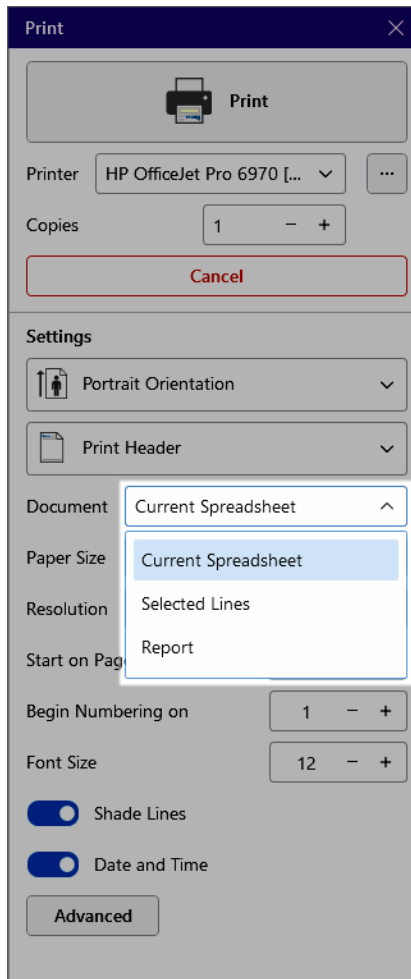 Print
Print
Printer HP OfficeJet Pro 6970 [... ...
Copies 1 − +
Cancel
Settings
Portrait Orientation
Print Header
Document Current Spreadsheet
Paper Size
Current Spreadsheet
Resolution
Selected Lines
Start on
Report
Begin Numbering on 1 − +
Font Size 12 − +
Shade Lines
Date and Time
Advanced